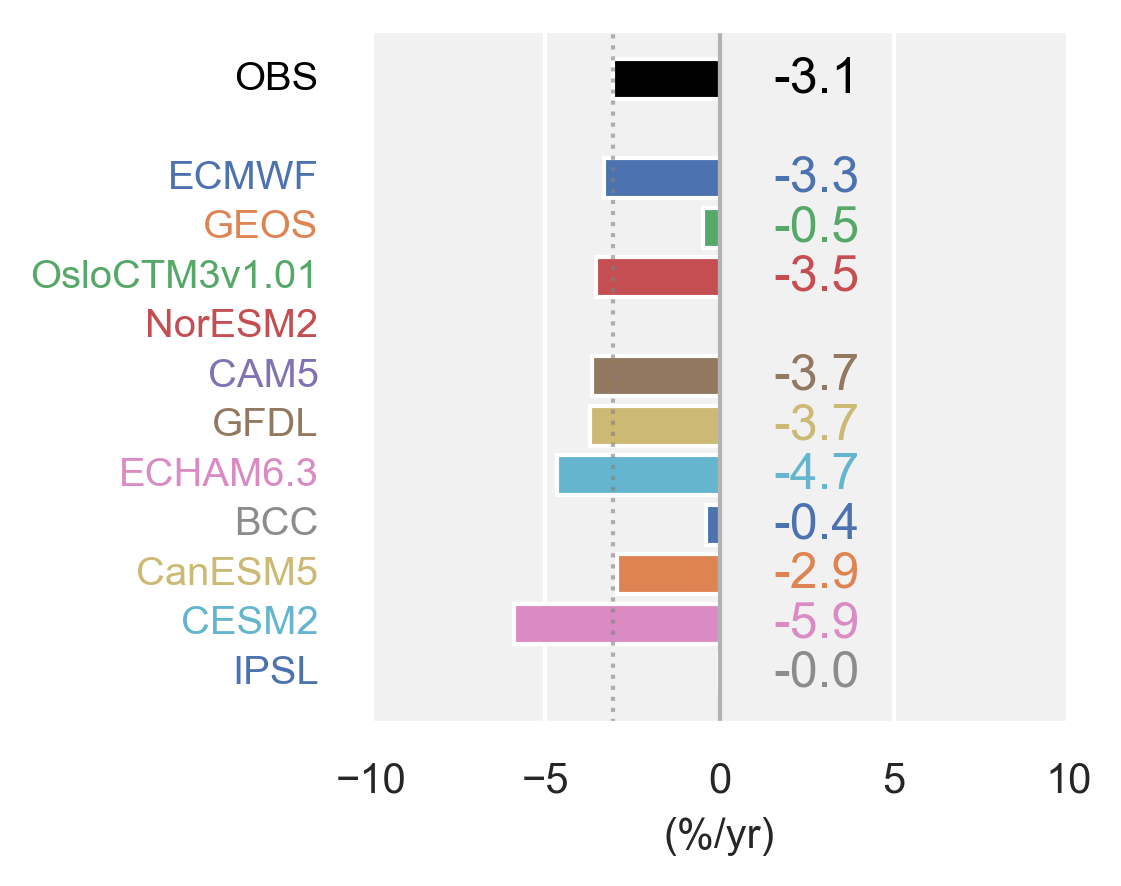 OBS -3.1
ECMWF -3.3
GEOS -0.5
OsloCTM3v1.01 -3.5
NorESM2
CAM5 -3.7
GFDL -3.7
ECHAM6.3 -4.7
BCC -0.4
CanESM5 -2.9
CESM2 -5.9
IPSL -0.0
−10 −5 0 5 10
(%/yr)